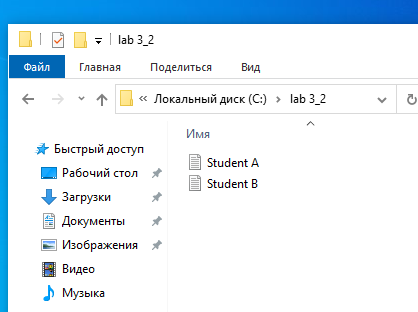 lab 3_2
Файл Главная Поделиться Вид
« Локальный диск (C:) › lab 3_2
Имя
Быстрый доступ
Student A
Рабочий стол
Student B
Загрузки
Документы
Изображения
Видео
Музыка